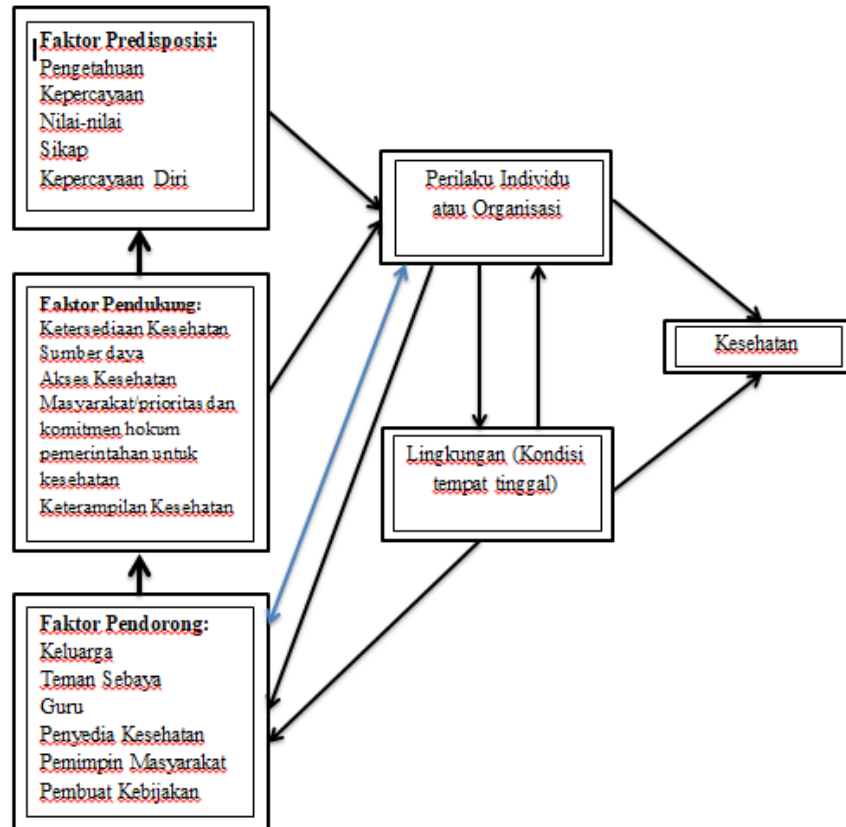 Faktor Predisposisi:
Pengetahuan
Kepercayaan
Nilai-nilai
Sikap
Kepercayaan Diri
Perilaku Individu
atau Organisasi
Faktor Pendukung:
Ketersediaan Kesehatan
Sumber daya
Akses Kesehatan
Masyarakat/prioritas dan
komitmen hokum
pemerintahan untuk
kesehatan
Keterampilan Kesehatan
Kesehatan
Lingkungan (Kondisi
tempat tinggal)
Faktor Pendorong:
Keluarga
Teman Sebaya
Guru
Penyedia Kesehatan
Pemimpin Masyarakat
Pembuat Kebijakan